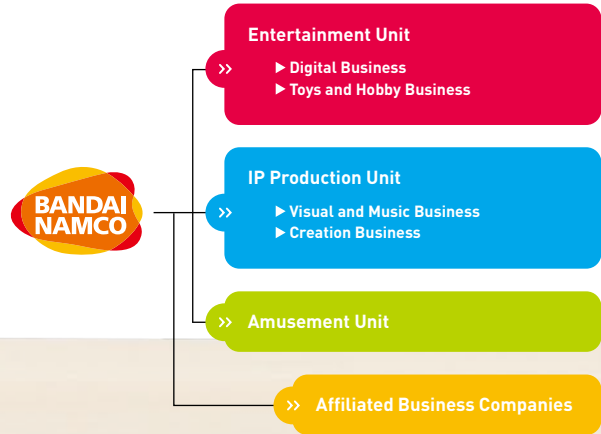 BANDAI
NAMCO
Entertainment Unit
▶ Digital Business
▶ Toys and Hobby Business
IP Production Unit
▶ Visual and Music Business
▶ Creation Business
Amusement Unit
Affiliated Business Companies